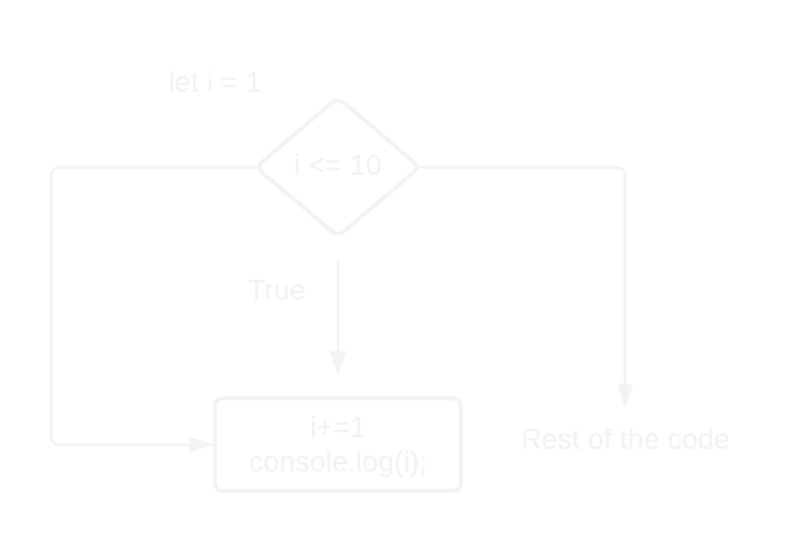 let i = 1
i <= 10
True
i+=1
console.log(i);
Rest of the code